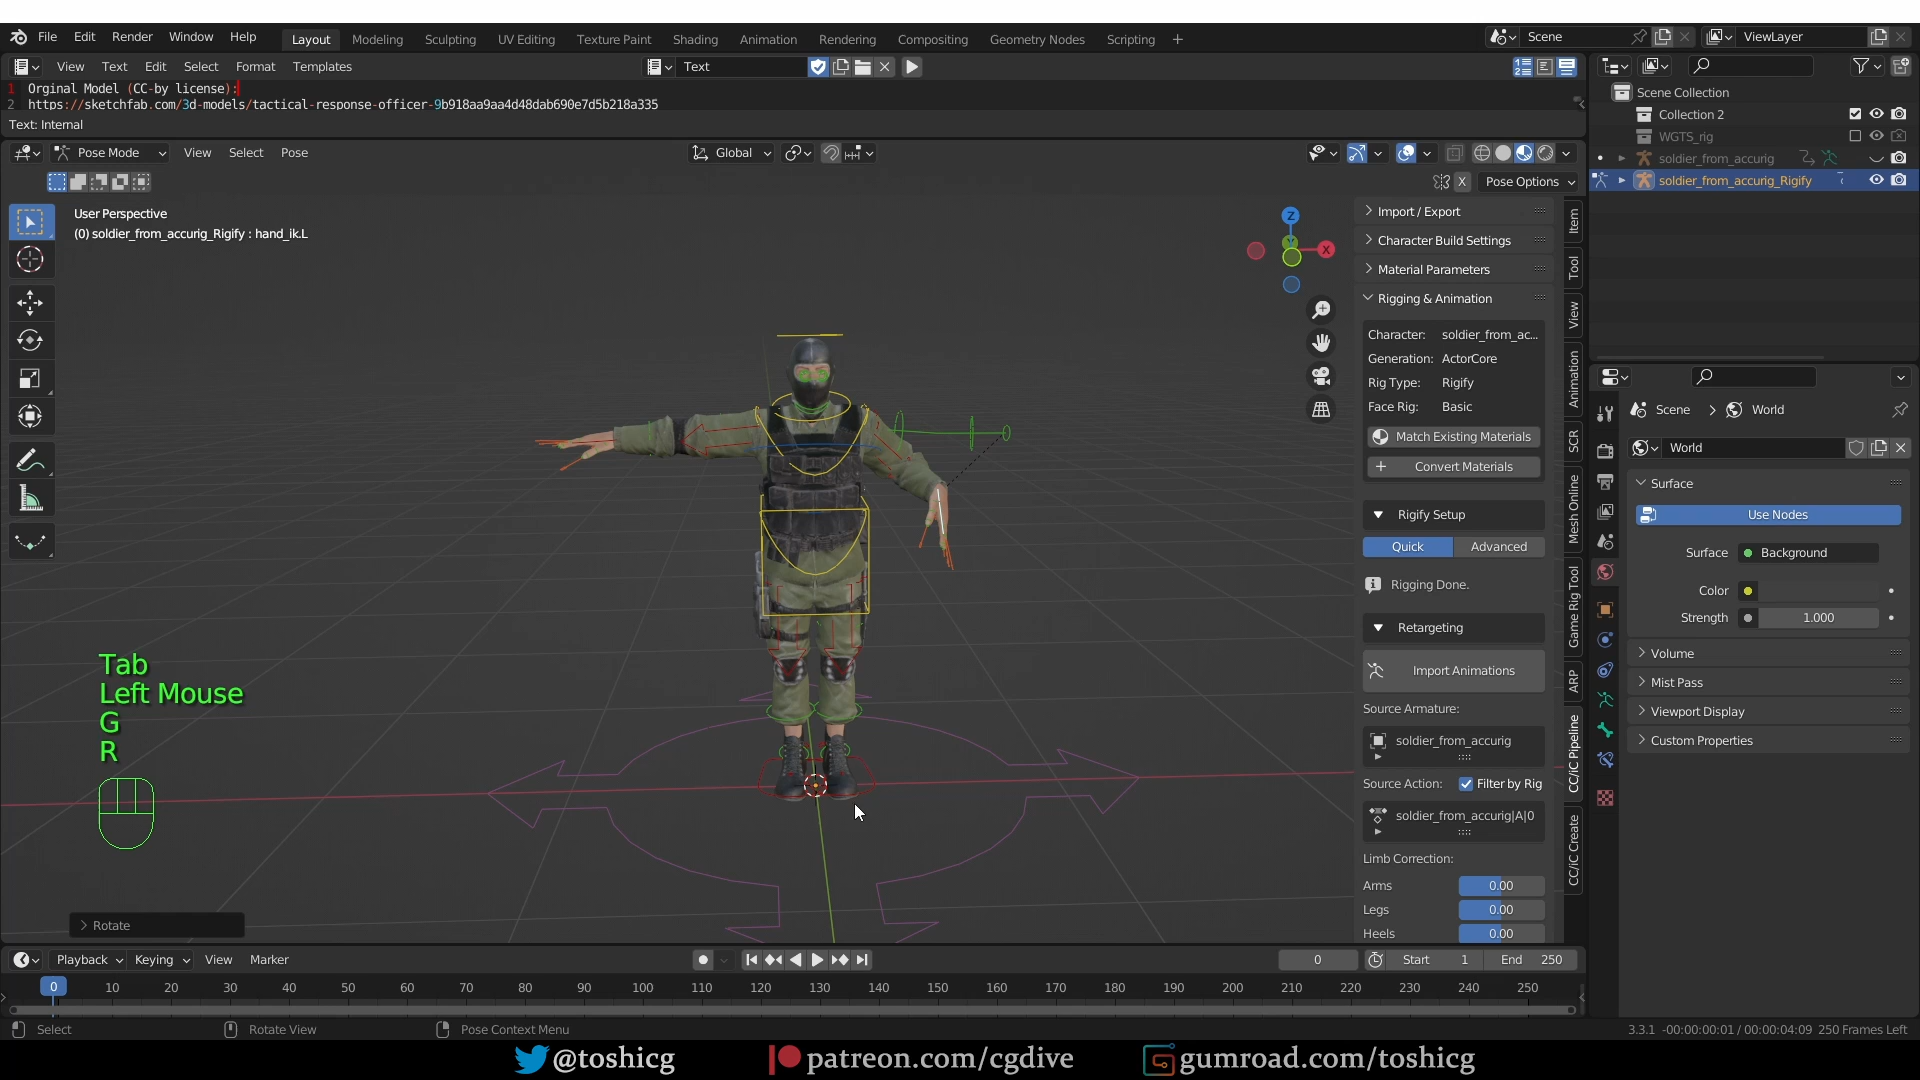 File Edit Render Window Help Layout Modeling Sculpting UV Editing Texture Paint Shading Animation Rendering Compositing Geometry Nodes Scripting + Scene ViewLayer
View Text Edit Select Format Templates Text
1 Orginal Model (CC-by license):
2 https://sketchfab.com/3d-models/tactical-response-officer-9b918aa9aa4d48dab690e7d5b218a335
Text: Internal
Scene Collection
Collection 2
WGTS_rig
soldier_from_accurig
soldier_from_accurig_Rigify
Pose Mode View Select Pose Global
X Pose Options
User Perspective
(0) soldier_from_accurig_Rigify : hand_ik.L
Z
X
Import / Export
Character Build Settings
Material Parameters
Rigging & Animation
Character: soldier_from_ac...
Generation: ActorCore
Rig Type: Rigify
Face Rig: Basic
Match Existing Materials
Convert Materials
Rigify Setup
Quick Advanced
Rigging Done.
Retargeting
Import Animations
Source Armature:
soldier_from_accurig
Source Action: Filter by Rig
soldier_from_accurig|A|0
Limb Correction:
Arms 0.00
Legs 0.00
Heels 0.00
Item
Tool
View
Animation
SCR
Mesh Online
Game Rig Tool
ARP
CC/iC Pipeline
CC/iC Create
Scene World
World
Surface
Use Nodes
Surface Background
Color
Strength 1.000
Volume
Mist Pass
Viewport Display
Custom Properties
Tab
Left Mouse
G
R
Rotate
Playback Keying View Marker 0 Start 1 End 250
0 10 20 30 40 50 60 70 80 90 100 110 120 130 140 150 160 170 180 190 200 210 220 230 240 250
Select Rotate View Pose Context Menu 3.3.1 -00:00:00:01 / 00:00:04:09 250 Frames Left
@toshicg patreon.com/cgdive gumroad.com/toshicg